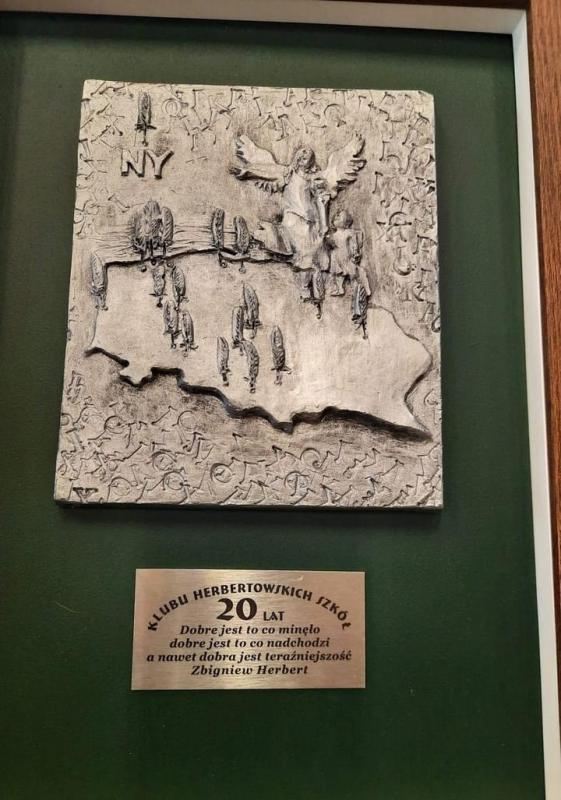 NY
KLUBU HERBERTOWSKICH SZKÓŁ
20 LAT
Dobre jest to co minęło
dobre jest to co nadchodzi
a nawet dobra jest teraźniejszość
Zbigniew Herbert